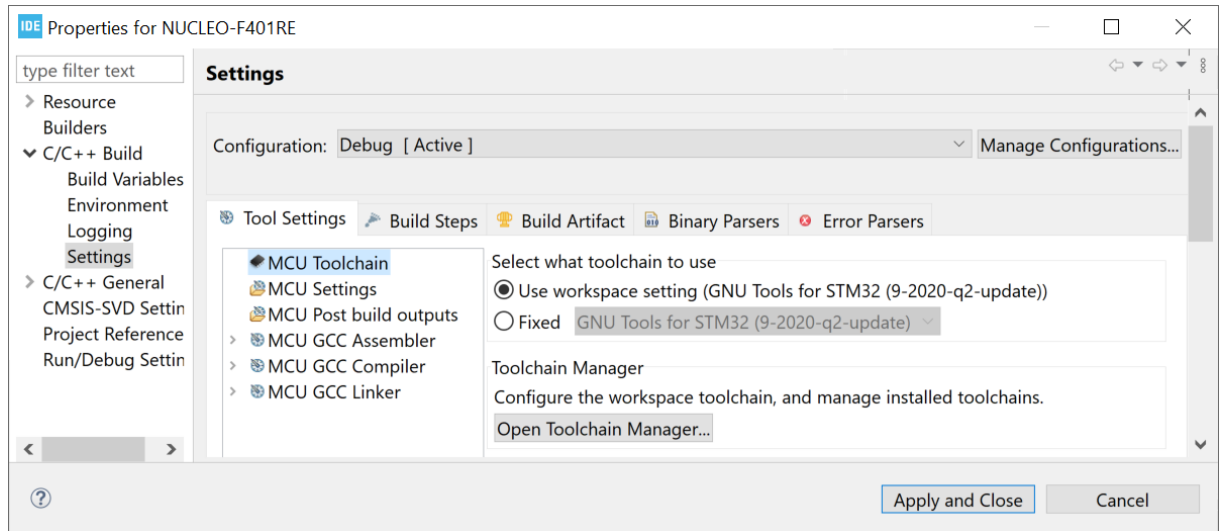 IDE Properties for NUCLEO-F401RE
type filter text
Resource
Builders
C/C++ Build
Build Variables
Environment
Logging
Settings
C/C++ General
CMSIS-SVD Settin
Project Reference
Run/Debug Settin
Settings
Configuration: Debug [ Active ] Manage Configurations...
Tool Settings Build Steps Build Artifact Binary Parsers Error Parsers
MCU Toolchain
MCU Settings
MCU Post build outputs
MCU GCC Assembler
MCU GCC Compiler
MCU GCC Linker
Select what toolchain to use
Use workspace setting (GNU Tools for STM32 (9-2020-q2-update))
Fixed GNU Tools for STM32 (9-2020-q2-update)
Toolchain Manager
Configure the workspace toolchain, and manage installed toolchains.
Open Toolchain Manager...
Apply and Close Cancel